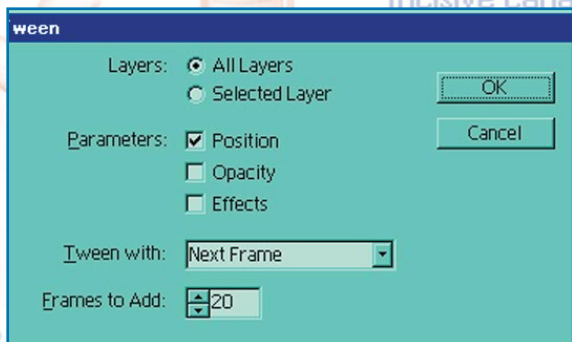 ween
Layers: All Layers
Selected Layer
OK
Parameters: Position
Cancel
Opacity
Effects
Tween with: Next Frame
Frames to Add: 20